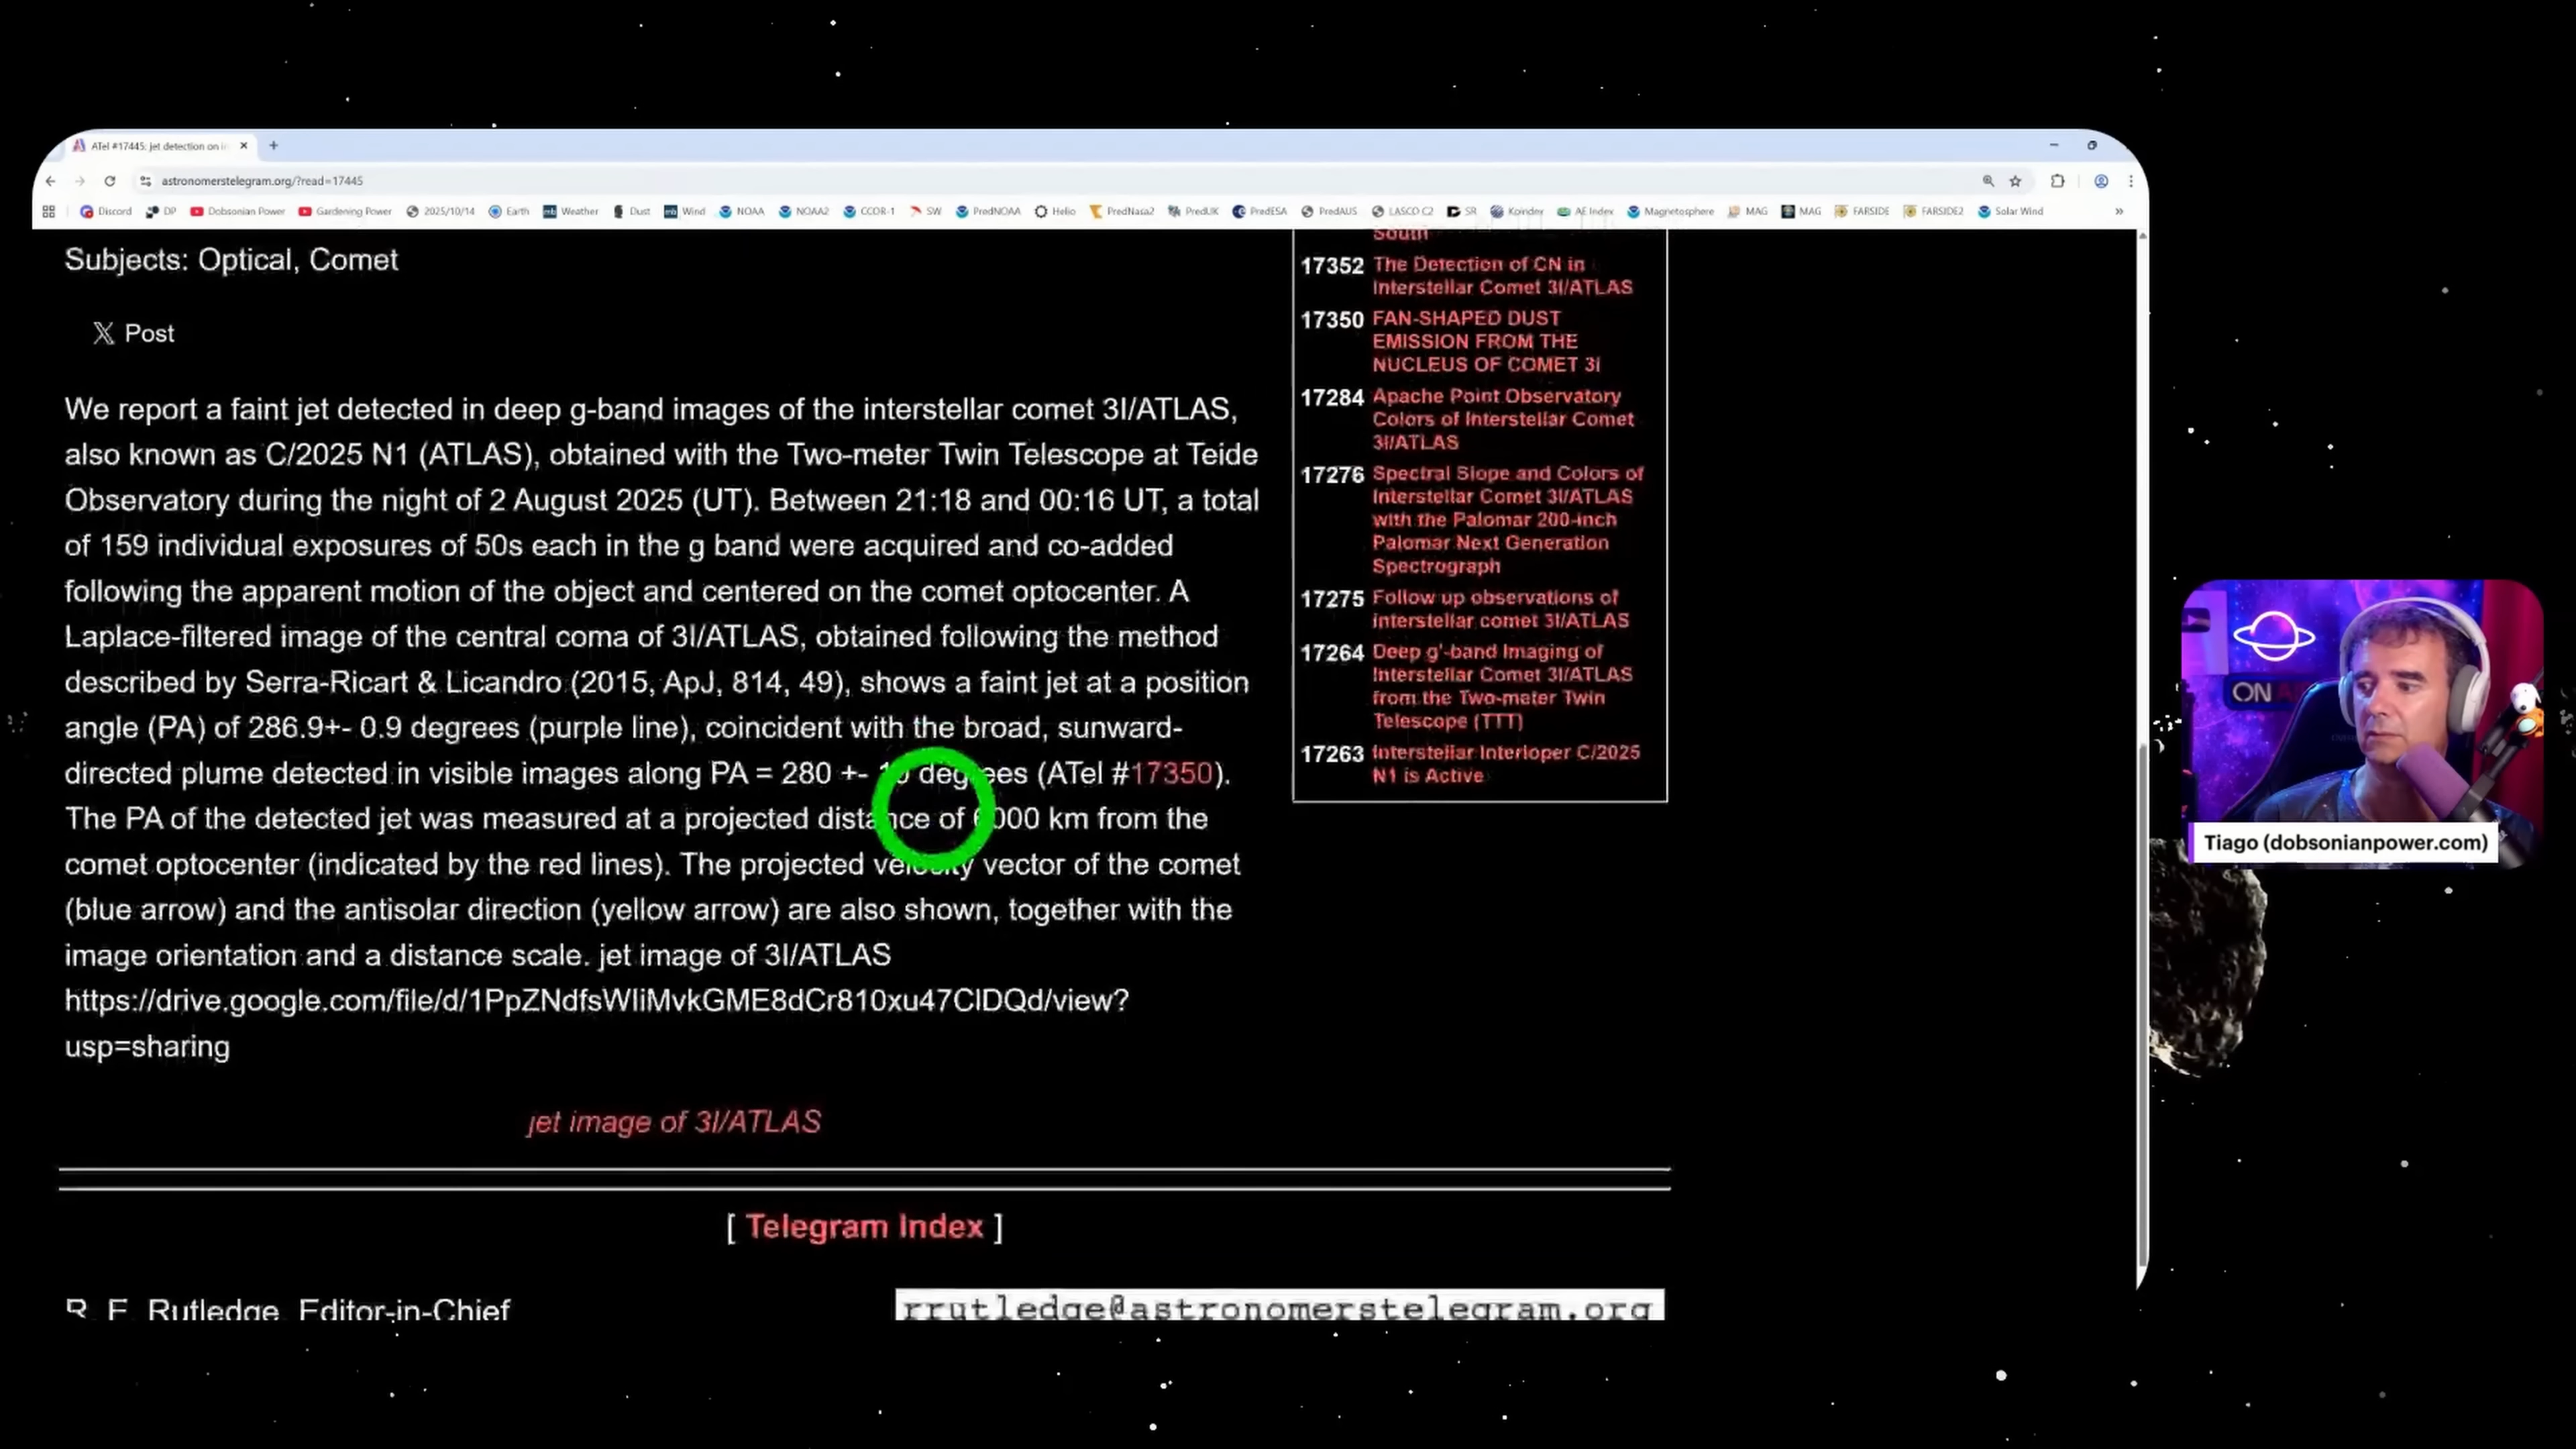 ATel #17445: jet detection on i
astronomerstelegram.org/?read=17445
Discord DP Dobsonian Power Gardening Power 2025/10/14 Earth Weather Dust Wind NOAA NOAA2 CCOR-1 SW PredNOAA Helio PredNasa2 PredUK PredESA PredAUS LASCO C2 SR KpIndex AE Index Magnetosphere MAG MAG FARSIDE FARSIDE2 Solar Wind »
Subjects: Optical, Comet
X Post
We report a faint jet detected in deep g-band images of the interstellar comet 3I/ATLAS,
also known as C/2025 N1 (ATLAS), obtained with the Two-meter Twin Telescope at Teide
Observatory during the night of 2 August 2025 (UT). Between 21:18 and 00:16 UT, a total
of 159 individual exposures of 50s each in the g band were acquired and co-added
following the apparent motion of the object and centered on the comet optocenter. A
Laplace-filtered image of the central coma of 3I/ATLAS, obtained following the method
described by Serra-Ricart & Licandro (2015, ApJ, 814, 49), shows a faint jet at a position
angle (PA) of 286.9+- 0.9 degrees (purple line), coincident with the broad, sunward-
directed plume detected in visible images along PA = 280 +- degrees (ATel #17350).
The PA of the detected jet was measured at a projected distance of 6000 km from the
comet optocenter (indicated by the red lines). The projected velocity vector of the comet
(blue arrow) and the antisolar direction (yellow arrow) are also shown, together with the
image orientation and a distance scale. jet image of 3I/ATLAS
https://drive.google.com/file/d/1PpZNdfsWIiMvkGME8dCr810xu47CIDQd/view?
usp=sharing
jet image of 3I/ATLAS
[ Telegram Index ]
R. E. Rutledge, Editor-in-Chief
rrutledge@astronomerstelegram.org
South
17352 The Detection of CN in
Interstellar Comet 3I/ATLAS
17350 FAN-SHAPED DUST
EMISSION FROM THE
NUCLEUS OF COMET 3I
17284 Apache Point Observatory
Colors of Interstellar Comet
3I/ATLAS
17276 Spectral Slope and Colors of
Interstellar Comet 3I/ATLAS
with the Palomar 200-inch
Palomar Next Generation
Spectrograph
17275 Follow up observations of
interstellar comet 3I/ATLAS
17264 Deep g'-band Imaging of
Interstellar Comet 3I/ATLAS
from the Two-meter Twin
Telescope (TTT)
17263 Interstellar Interloper C/2025
N1 is Active
ON A
Tiago (dobsonianpower.com)